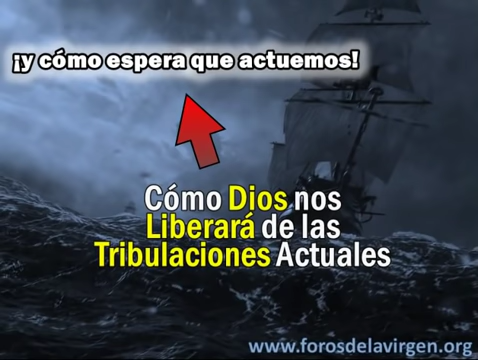 ¡y cómo espera que actuemos!
Cómo Dios nos
Liberará de las
Tribulaciones Actuales
www.forosdelavirgen.org